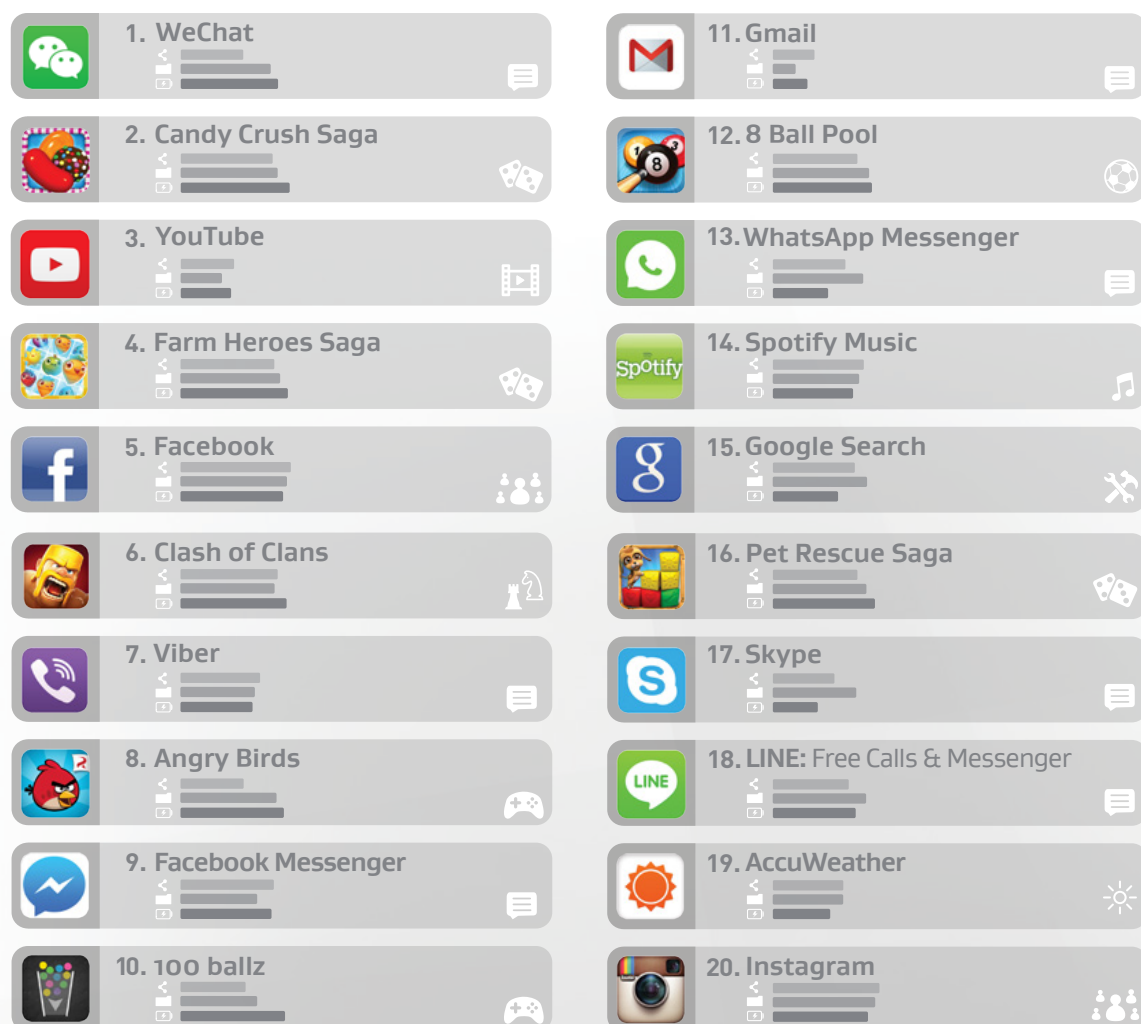 1. WeChat
2. Candy Crush Saga
3. YouTube
4. Farm Heroes Saga
5. Facebook
6. Clash of Clans
7. Viber
8. Angry Birds
9. Facebook Messenger
10. 100 ballz
11. Gmail
12. 8 Ball Pool
1
3
8
13. WhatsApp Messenger
14. Spotify Music
Spotify
15. Google Search
g
16. Pet Rescue Saga
17. Skype
S
18. LINE: Free Calls & Messenger
LINE
19. AccuWeather
20. Instagram